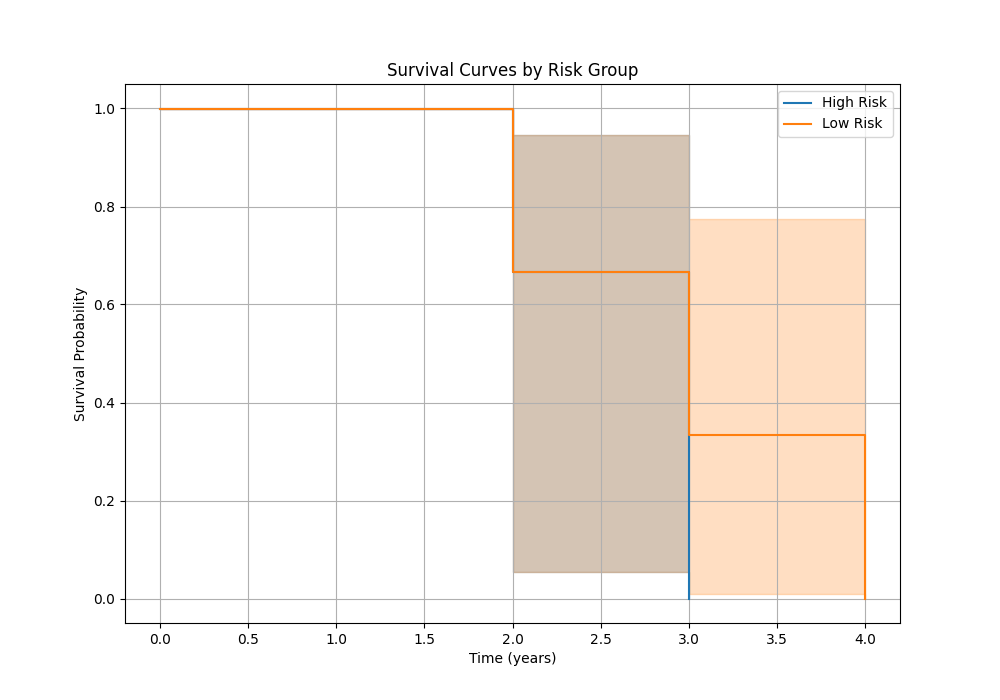 Survival Curves by Risk Group
High Risk
Low Risk
Survival Probability
1.0
0.8
0.6
0.4
0.2
0.0
0.0 0.5 1.0 1.5 2.0 2.5 3.0 3.5 4.0
Time (years)